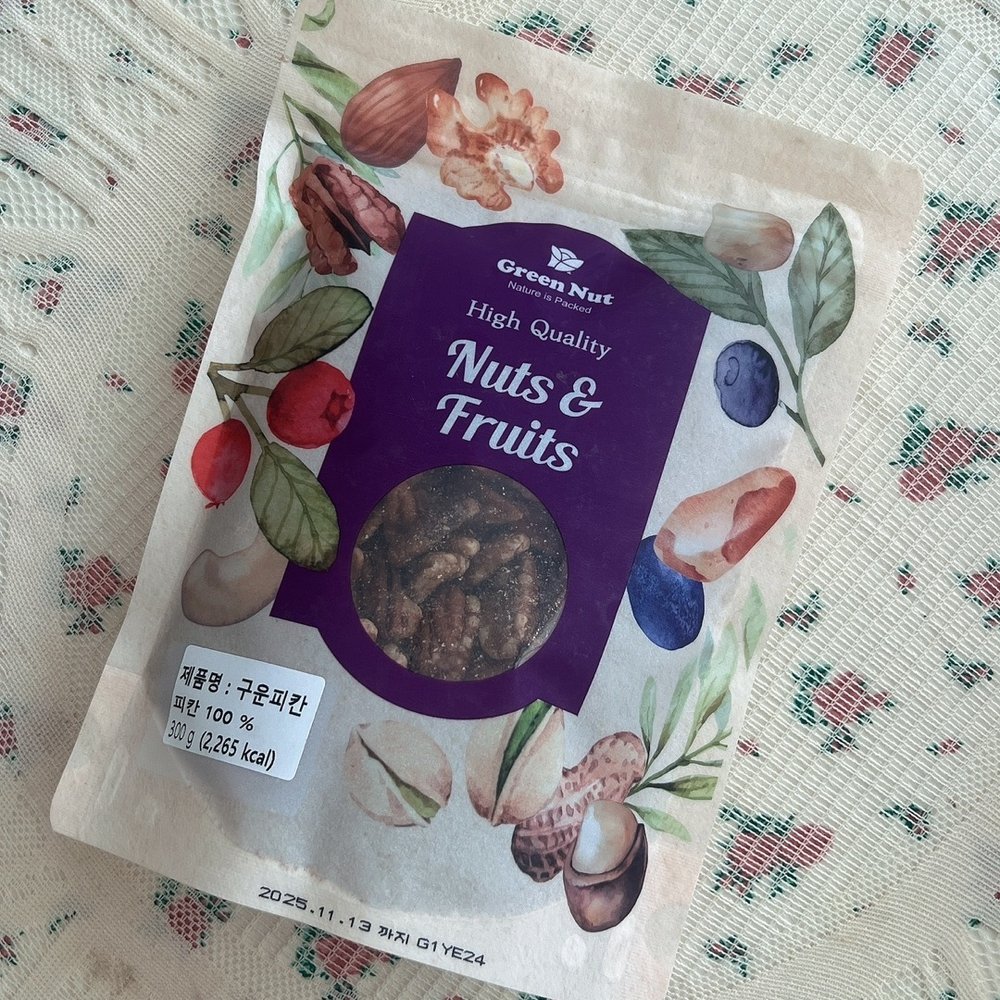 Green Nut
Nature is Packed
High Quality
Nuts &
Fruits
제품명 : 구운피칸
피칸 100 %
300 g (2,265 kcal)
2025.11.13 까지 G1YE24